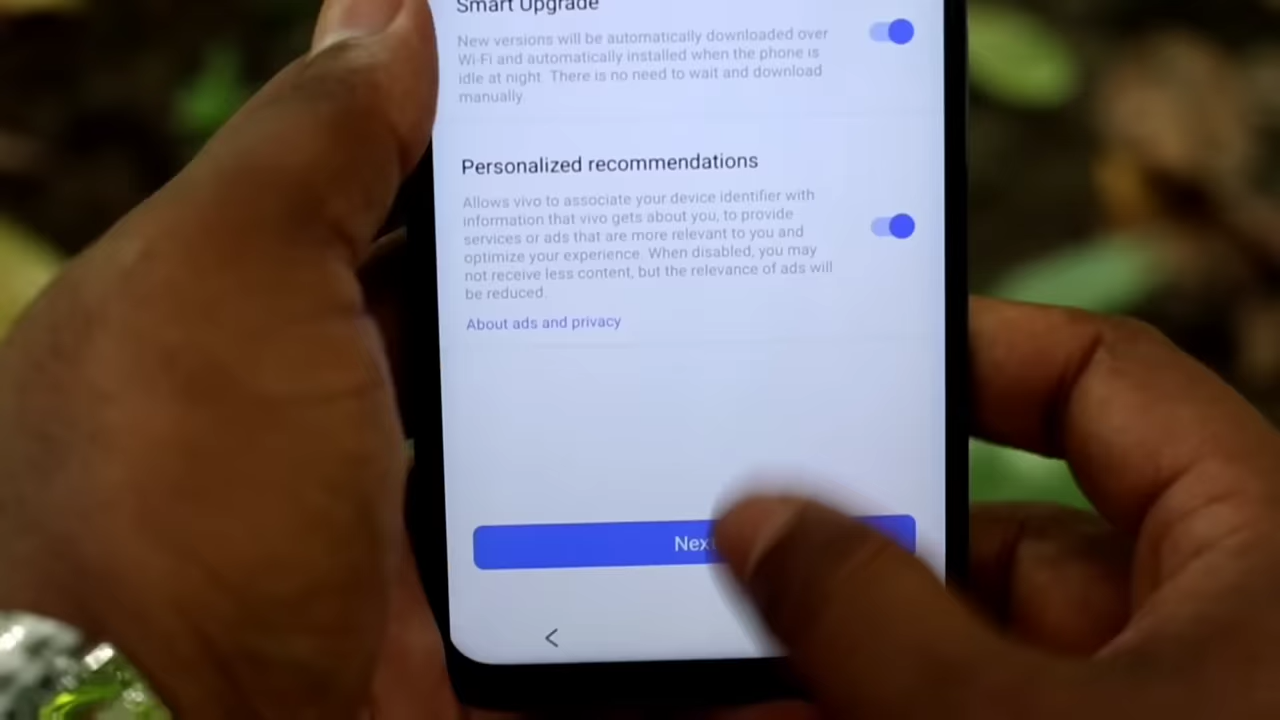 Smart Upgrade
New versions will be automatically downloaded over
Wi-Fi and automatically installed when the phone is
idle at night. There is no need to wait and download
manually.
Personalized recommendations
Allows vivo to associate your device identifier with
information that vivo gets about you, to provide
services or ads that are more relevant to you and
optimize your experience. When disabled, you may
not receive less content, but the relevance of ads will
be reduced.
About ads and privacy
Nex